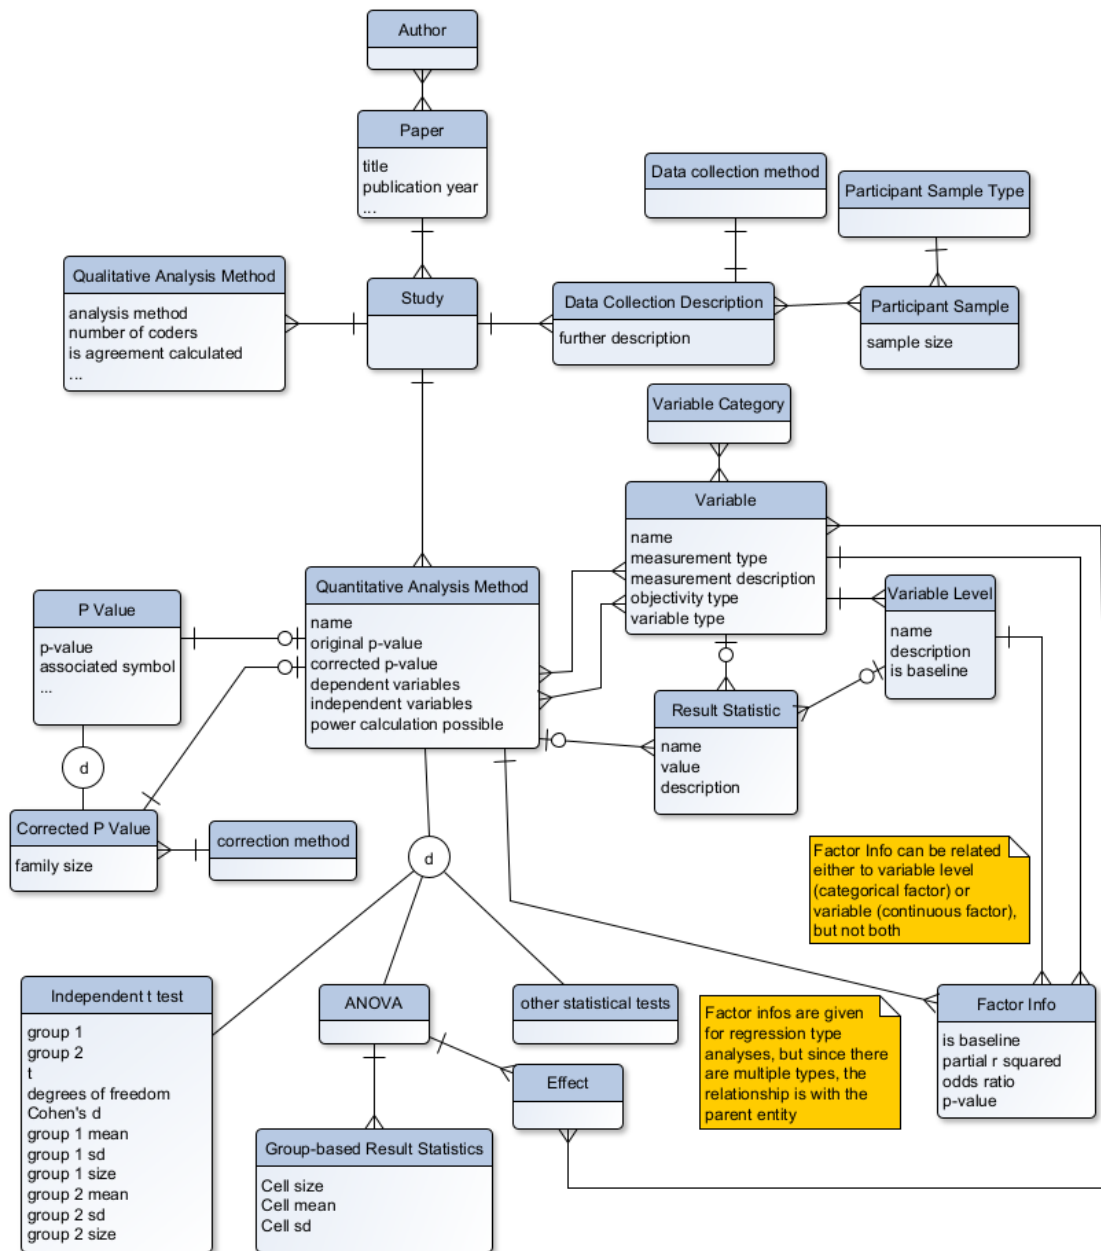 Author
Paper
title
publication year
...
Data collection method
Participant Sample Type
Qualitative Analysis Method
analysis method
number of coders
is agreement calculated
...
Study
Data Collection Description
further description
Participant Sample
sample size
Variable Category
Variable
name
measurement type
measurement description
objectivity type
variable type
Quantitative Analysis Method
name
original p-value
corrected p-value
dependent variables
independent variables
power calculation possible
P Value
p-value
associated symbol
...
Variable Level
name
description
is baseline
Result Statistic
name
value
description
d
Corrected P Value
family size
correction method
d
Factor Info can be related
either to variable level
(categorical factor) or
variable (continuous factor),
but not both
Independent t test
group 1
group 2
t
degrees of freedom
Cohen's d
group 1 mean
group 1 sd
group 1 size
group 2 mean
group 2 sd
group 2 size
ANOVA
other statistical tests
Factor infos are given
for regression type
analyses, but since there
are multiple types, the
relationship is with the
parent entity
Factor Info
is baseline
partial r squared
odds ratio
p-value
Effect
Group-based Result Statistics
Cell size
Cell mean
Cell sd